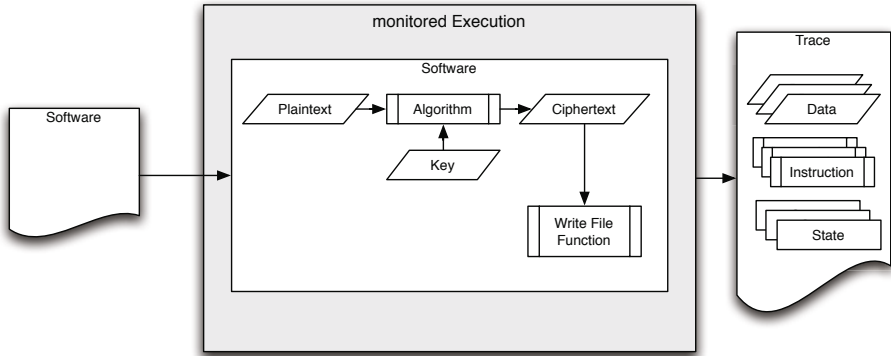 monitored Execution
Software
Software
Plaintext
Algorithm
Ciphertext
Key
Write File
Function
Trace
Data
Instruction
State